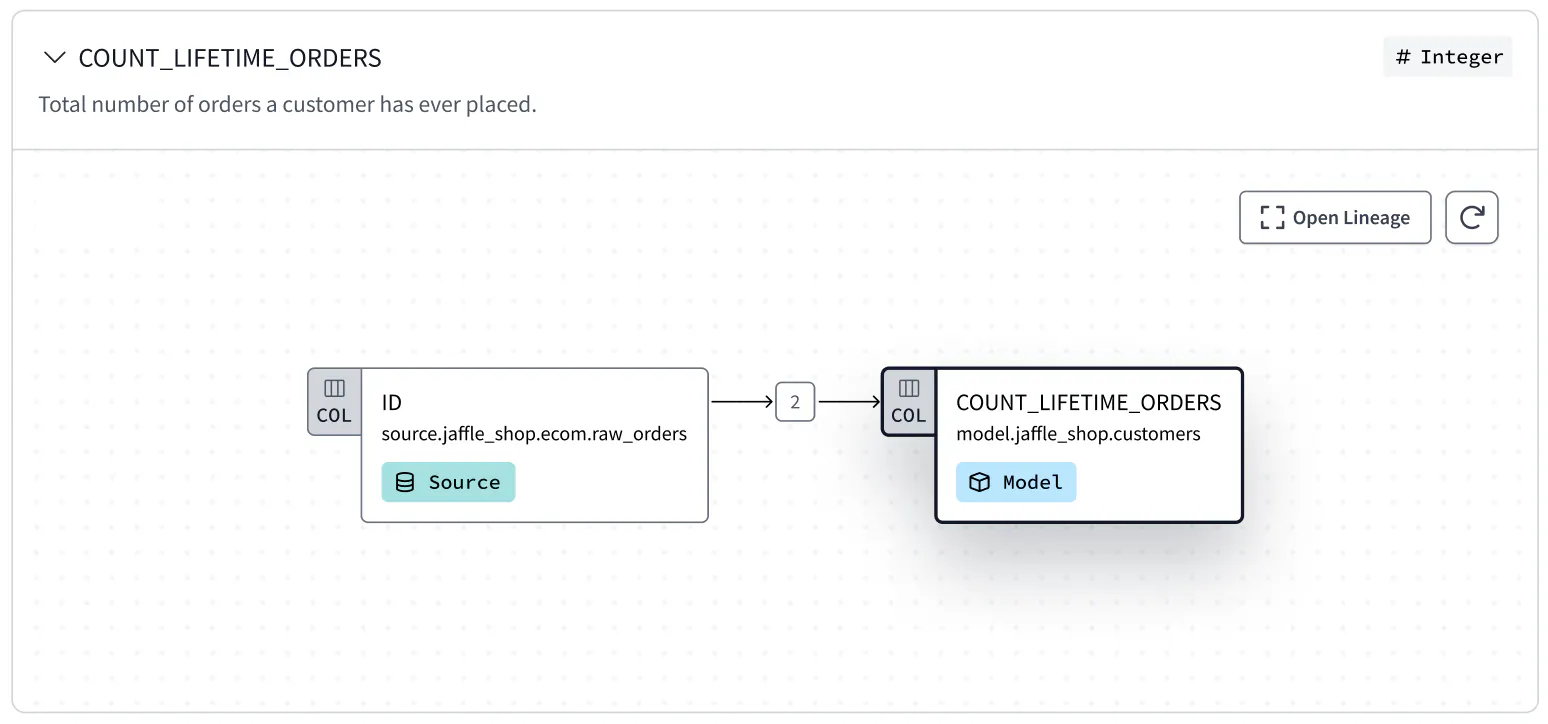 COUNT_LIFETIME_ORDERS
# Integer
Total number of orders a customer has ever placed.
Open Lineage
COL
ID
source.jaffle_shop.ecom.raw_orders
Source
2
COL
COUNT_LIFETIME_ORDERS
model.jaffle_shop.customers
Model